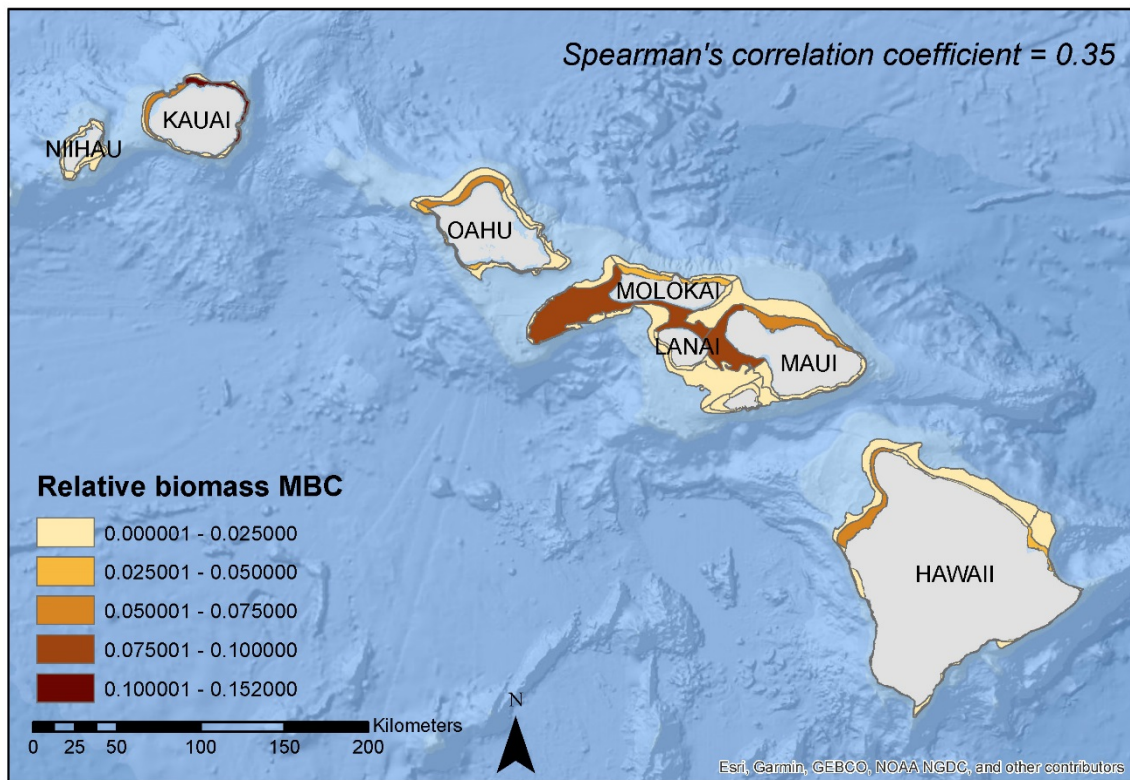 Spearman's correlation coefficient = 0.35
KAUAI
NIIHAU
OAHU
MOLOKAI
LANAI
MAUI
HAWAII
Relative biomass MBC
0.000001 - 0.025000
0.025001 - 0.050000
0.050001 - 0.075000
0.075001 - 0.100000
0.100001 - 0.152000
N
Kilometers
0 25 50 100 150 200
Esri, Garmin, GEBCO, NOAA NGDC, and other contributors